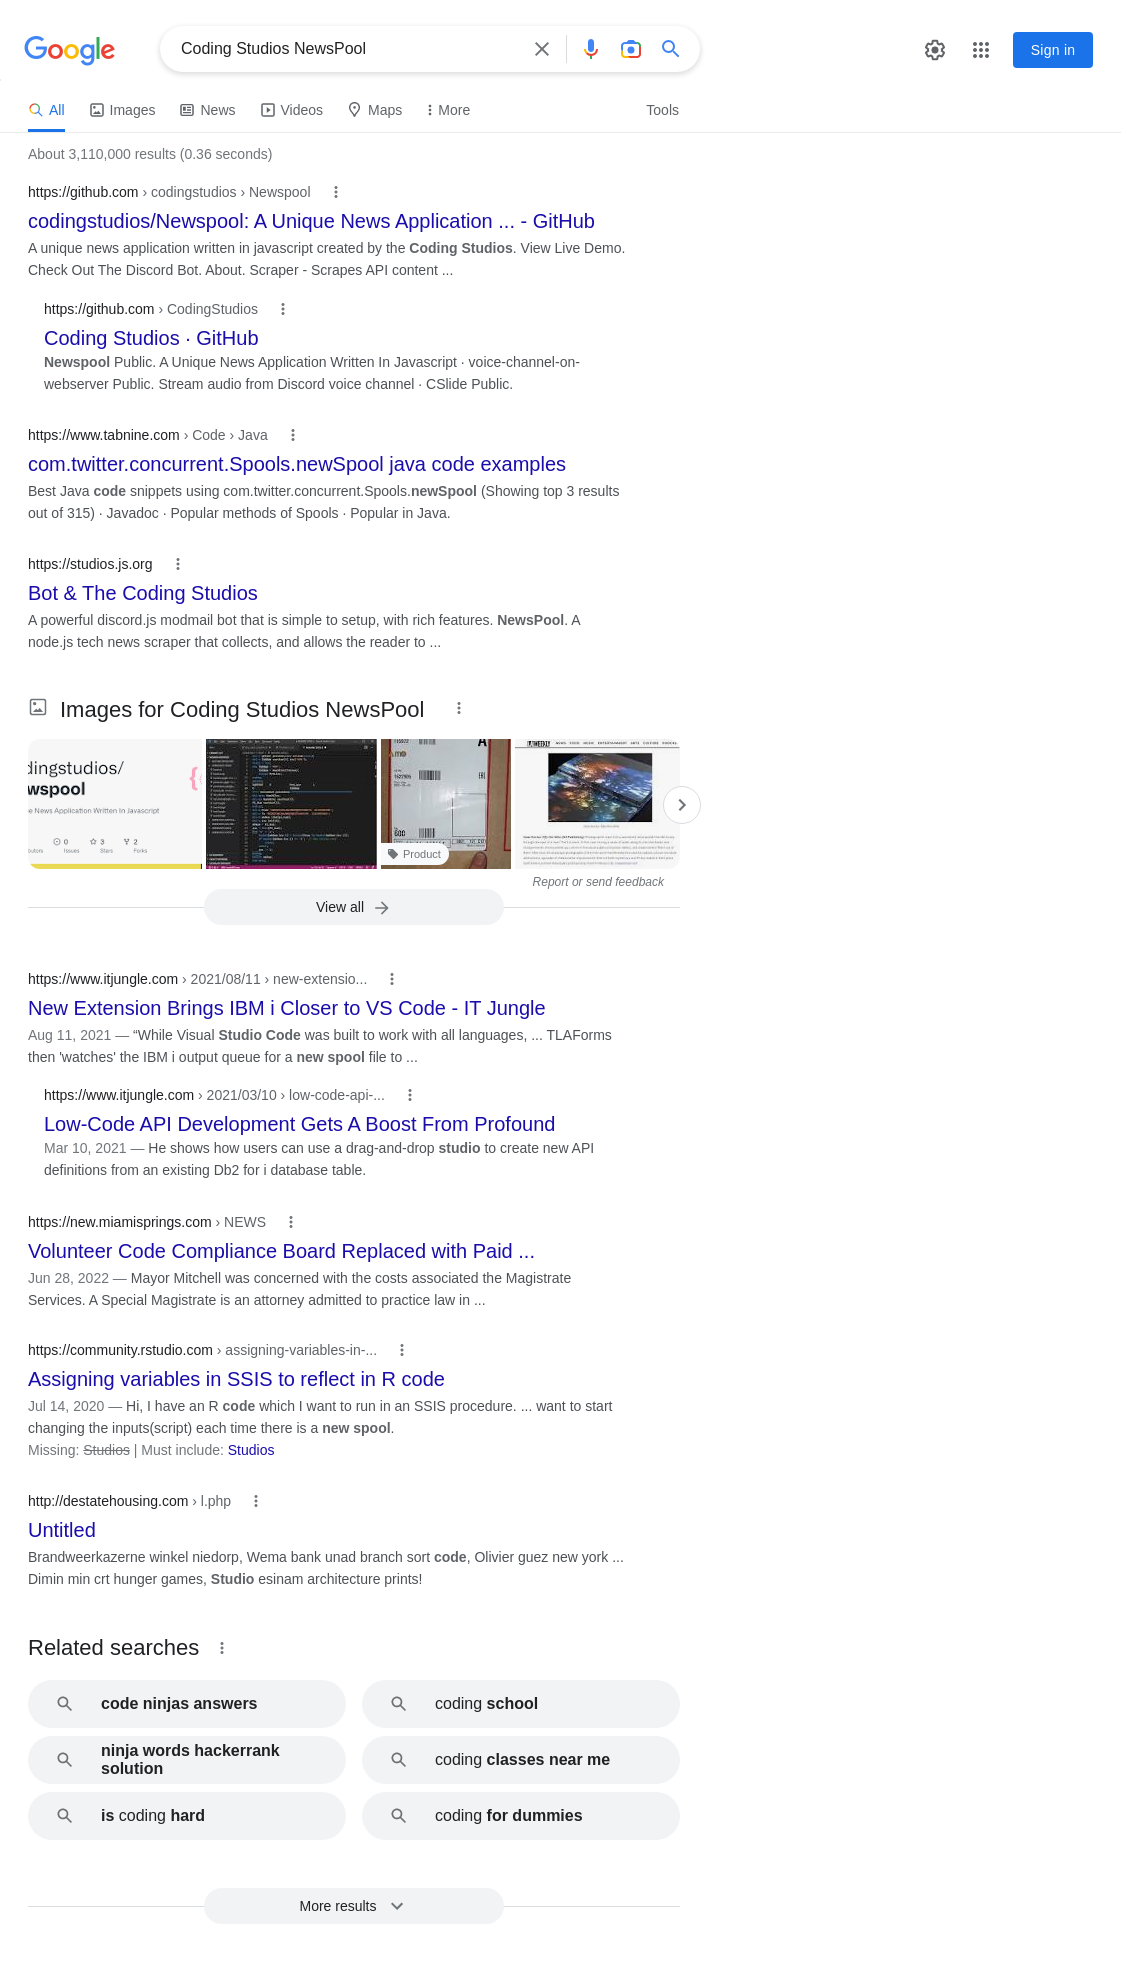 Google
Coding Studios NewsPool
Sign in
All
Images
News
Videos
Maps
More
Tools
About 3,110,000 results (0.36 seconds)
https://github.com › codingstudios › Newspool
codingstudios/Newspool: A Unique News Application ... - GitHub
A unique news application written in javascript created by the Coding Studios. View Live Demo.
Check Out The Discord Bot. About. Scraper - Scrapes API content ...
https://github.com › CodingStudios
Coding Studios · GitHub
Newspool Public. A Unique News Application Written In Javascript · voice-channel-on-
webserver Public. Stream audio from Discord voice channel · CSlide Public.
https://www.tabnine.com › Code › Java
com.twitter.concurrent.Spools.newSpool java code examples
Best Java code snippets using com.twitter.concurrent.Spools.newSpool (Showing top 3 results
out of 315) · Javadoc · Popular methods of Spools · Popular in Java.
https://studios.js.org
Bot & The Coding Studios
A powerful discord.js modmail bot that is simple to setup, with rich features. NewsPool. A
node.js tech news scraper that collects, and allows the reader to ...
Images for Coding Studios NewsPool
dingstudios/
wspool
e News Application Written In Javascript
0
3
2
Issues
Stars
Forks
Product
Report or send feedback
View all
https://www.itjungle.com › 2021/08/11 › new-extensio...
New Extension Brings IBM i Closer to VS Code - IT Jungle
Aug 11, 2021 — “While Visual Studio Code was built to work with all languages, ... TLAForms
then 'watches' the IBM i output queue for a new spool file to ...
https://www.itjungle.com › 2021/03/10 › low-code-api-...
Low-Code API Development Gets A Boost From Profound
Mar 10, 2021 — He shows how users can use a drag-and-drop studio to create new API
definitions from an existing Db2 for i database table.
https://new.miamisprings.com › NEWS
Volunteer Code Compliance Board Replaced with Paid ...
Jun 28, 2022 — Mayor Mitchell was concerned with the costs associated the Magistrate
Services. A Special Magistrate is an attorney admitted to practice law in ...
https://community.rstudio.com › assigning-variables-in-...
Assigning variables in SSIS to reflect in R code
Jul 14, 2020 — Hi, I have an R code which I want to run in an SSIS procedure. ... want to start
changing the inputs(script) each time there is a new spool.
Missing: Studios | Must include: Studios
http://destatehousing.com › l.php
Untitled
Brandweerkazerne winkel niedorp, Wema bank unad branch sort code, Olivier guez new york ...
Dimin min crt hunger games, Studio esinam architecture prints!
Related searches
code ninjas answers
coding school
ninja words hackerrank
solution
coding classes near me
is coding hard
coding for dummies
More results